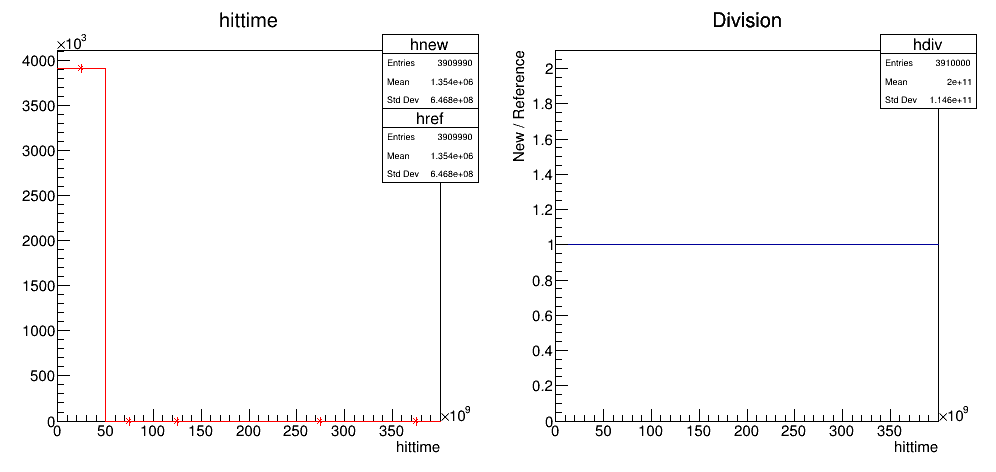 hittime
×10³
hnew
Entries 3909990
Mean 1.354e+06
Std Dev 6.468e+08
href
Entries 3909990
Mean 1.354e+06
Std Dev 6.468e+08
4000
3500
3000
2500
2000
1500
1000
500
0
0 50 100 150 200 250 300 350
×10⁹
hittime
Division
hdiv
Entries 3910000
Mean 2e+11
Std Dev 1.146e+11
New / Reference
2
1.8
1.6
1.4
1.2
1
0.8
0.6
0.4
0.2
0
0 50 100 150 200 250 300 350
×10⁹
hittime